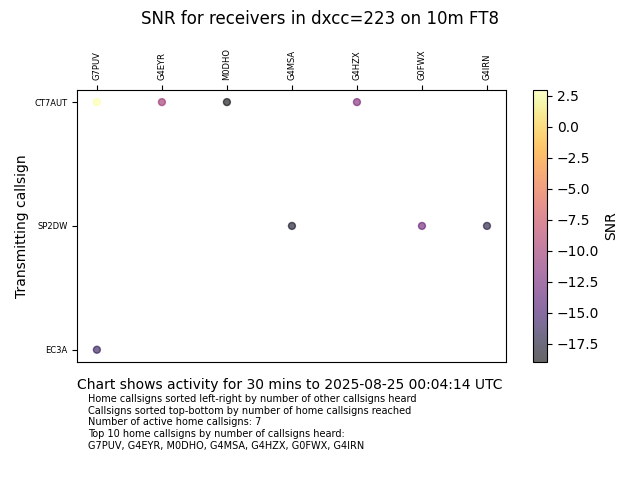 SNR for receivers in dxcc=223 on 10m FT8
G7PUV
G4EYR
M0DHO
G4MSA
G4HZX
G0FWX
G4IRN
CT7AUT
SP2DW
EC3A
Transmitting callsign
2.5
0.0
−2.5
−5.0
−7.5
−10.0
−12.5
−15.0
−17.5
SNR
Chart shows activity for 30 mins to 2025-08-25 00:04:14 UTC
Home callsigns sorted left-right by number of other callsigns heard
Callsigns sorted top-bottom by number of home callsigns reached
Number of active home callsigns: 7
Top 10 home callsigns by number of callsigns heard:
G7PUV, G4EYR, M0DHO, G4MSA, G4HZX, G0FWX, G4IRN